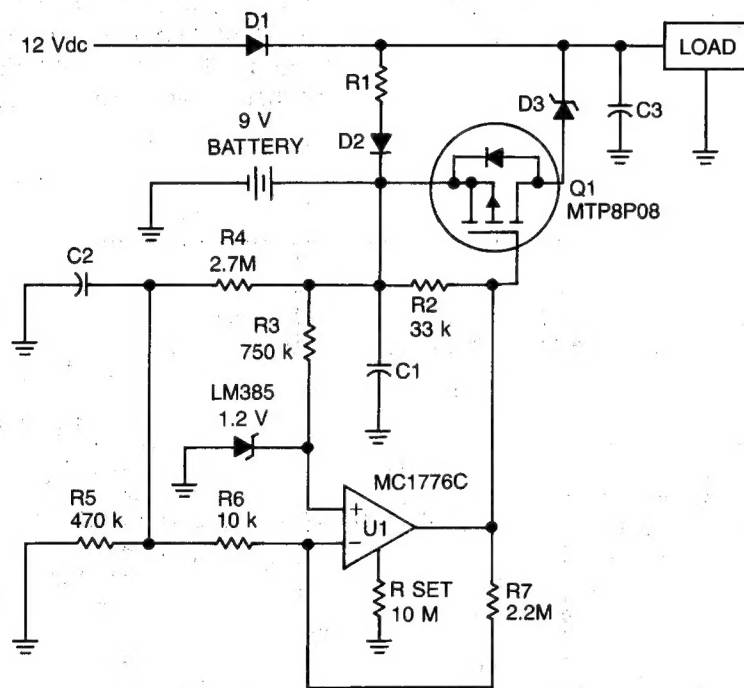 D1
12 Vdc
LOAD
R1
D3
C3
9 V
BATTERY
D2
Q1
MTP8P08
C2
R4
2.7M
R2
33 k
R3
750 k
C1
LM385
1.2 V
MC1776C
R5
470 k
R6
10 k
+
U1
−
R SET
10 M
R7
2.2M